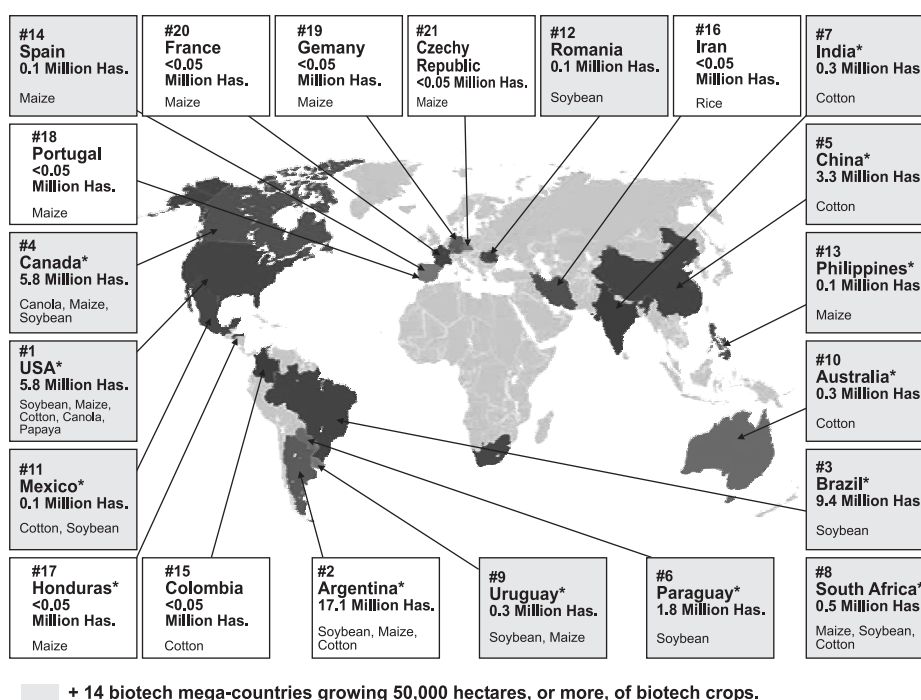 #14
Spain
0.1 Million Has.
Maize
#20
France
<0.05
Million Has.
Maize
#19
Gemany
<0.05
Million Has.
Maize
#21
Czechy
Republic
<0.05 Million Has.
Maize
#12
Romania
0.1 Million Has.
Soybean
#16
Iran
<0.05
Million Has.
Rice
#7
India*
0.3 Million Has.
Cotton
#18
Portugal
<0.05
Million Has.
Maize
#5
China*
3.3 Million Has.
Cotton
#4
Canada*
5.8 Million Has.
Canola, Maize,
Soybean
#13
Philippines*
0.1 Million Has.
Maize
#1
USA*
5.8 Million Has.
Soybean, Maize,
Cotton, Canola,
Papaya
#10
Australia*
0.3 Million Has.
Cotton
#11
Mexico*
0.1 Million Has.
Cotton, Soybean
#3
Brazil*
9.4 Million Has.
Soybean
#17
Honduras*
<0.05
Million Has.
Maize
#15
Colombia
<0.05
Million Has.
Cotton
#2
Argentina*
17.1 Million Has.
Soybean, Maize,
Cotton
#9
Uruguay*
0.3 Million Has.
Soybean, Maize
#6
Paraguay*
1.8 Million Has.
Soybean
#8
South Africa*
0.5 Million Has.
Maize, Soybean,
Cotton
+ 14 biotech mega-countries growing 50,000 hectares, or more, of biotech crops.